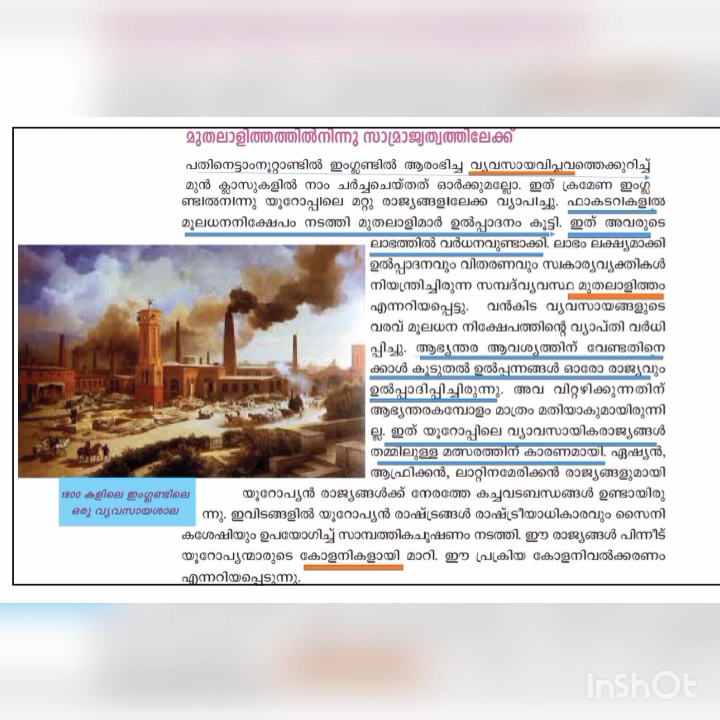 മുതലാളിത്തത്തിൽനിന്നു സാമ്രാജ്യത്വത്തിലേക്ക്
പതിനെട്ടാംനൂറ്റാണ്ടിൽ ഇംഗ്ലണ്ടിൽ ആരംഭിച്ച വ്യവസായവിപ്ലവത്തെക്കുറിച്ച്
മുൻ ക്ലാസുകളിൽ നാം ചർച്ചചെയ്തത് ഓർക്കുമല്ലോ. ഇത് ക്രമേണ ഇംഗ്ല
ണ്ടിൽനിന്ന് യൂറോപ്പിലെ മറ്റു രാജ്യങ്ങളിലേക്ക് വ്യാപിച്ചു. ഫാക്ടറികളിൽ
മൂലധനനിക്ഷേപം നടത്തി മുതലാളിമാർ ഉൽപാദനം കൂട്ടി. ഇത് അവരുടെ
ലാഭത്തിൽ വർധനവുണ്ടാക്കി. ലാഭം ലക്ഷ്യമാക്കി
ഉൽപാദനവും വിതരണവും സ്വകാര്യവ്യക്തികൾ
നിയന്ത്രിച്ചിരുന്ന സമ്പദ്‌വ്യവസ്ഥ മുതലാളിത്തം
എന്നറിയപ്പെട്ടു. വൻകിട വ്യവസായങ്ങളുടെ
വരവ് മൂലധന നിക്ഷേപത്തിന്റെ വ്യാപ്തി വർധി
പ്പിച്ചു. ആഭ്യന്തര ആവശ്യത്തിന് വേണ്ടതിനെ
ക്കാൾ കൂടുതൽ ഉൽപന്നങ്ങൾ ഓരോ രാജ്യവും
ഉൽപാദിപ്പിച്ചിരുന്നു. അവ വിറ്റഴിക്കുന്നതിന്
ആഭ്യന്തരകമ്പോളം മാത്രം മതിയാകുമായിരുന്നി
ല്ല. ഇത് യൂറോപ്പിലെ വ്യാവസായികരാജ്യങ്ങൾ
തമ്മിലുള്ള മത്സരത്തിന് കാരണമായി. ഏഷ്യൻ,
ആഫ്രിക്കൻ, ലാറ്റിനമേരിക്കൻ രാജ്യങ്ങളുമായി
യൂറോപ്യൻ രാജ്യങ്ങൾക്ക് നേരത്തേ കച്ചവടബന്ധങ്ങൾ ഉണ്ടായിരു
ന്നു. ഇവിടങ്ങളിൽ യൂറോപ്യൻ രാഷ്ട്രങ്ങൾ രാഷ്ട്രീയാധികാരവും സൈനി
കശേഷിയും ഉപയോഗിച്ച് സാമ്പത്തികചൂഷണം നടത്തി. ഈ രാജ്യങ്ങൾ പിന്നീട്
യൂറോപ്യന്മാരുടെ കോളനികളായി മാറി. ഈ പ്രക്രിയ കോളനിവൽക്കരണം
എന്നറിയപ്പെടുന്നു.
1800 കളിലെ ഇംഗ്ലണ്ടിലെ
ഒരു വ്യവസായശാല
InShOt